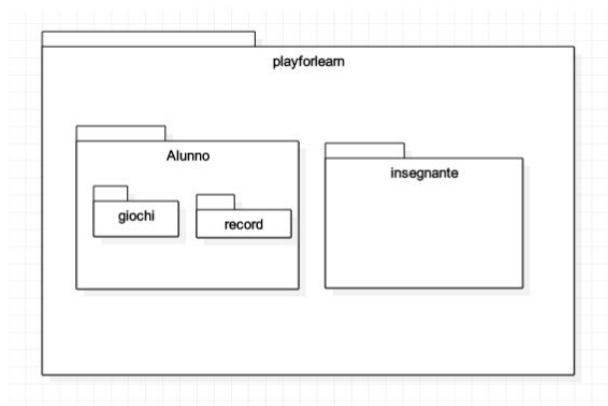 playforlearn
Alunno
insegnante
giochi
record